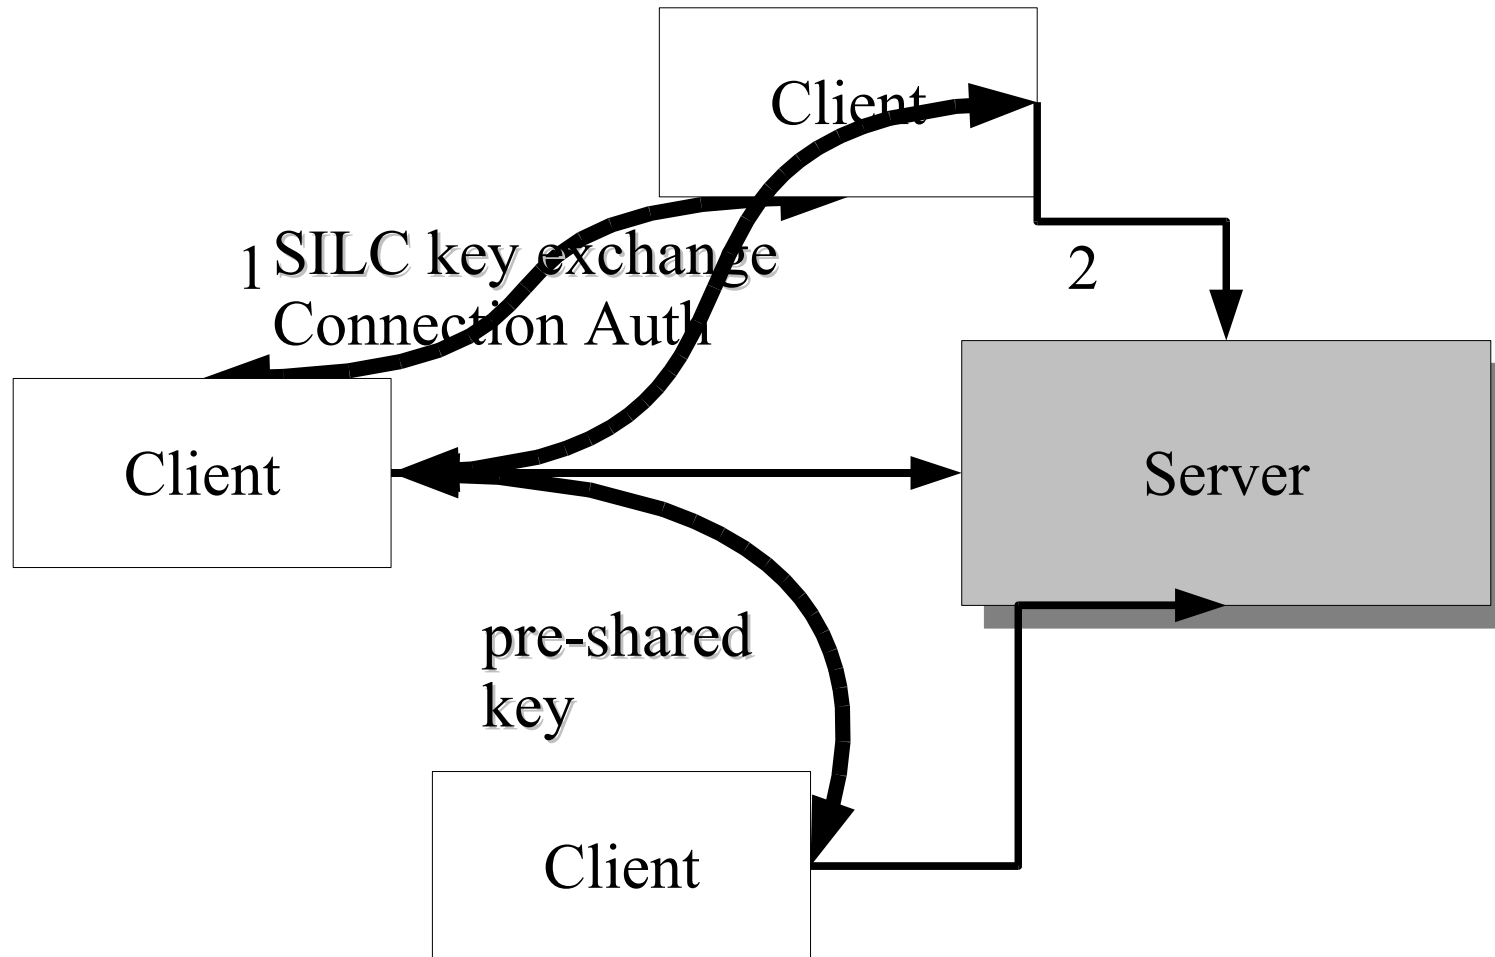 Client
1 SILC key exchange
Connection Auth
2
Client
Server
pre-shared
key
Client